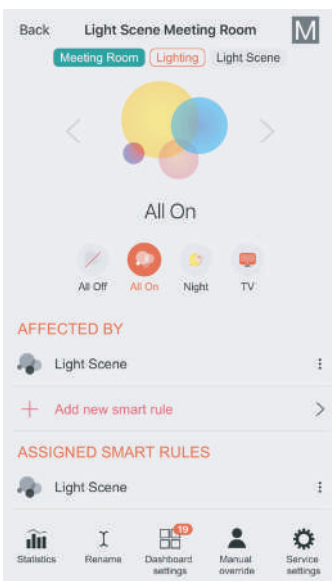 Back Light Scene Meeting Room M
Meeting Room Lighting Light Scene
All On
All Off All On Night TV
AFFECTED BY
Light Scene
+ Add new smart rule
ASSIGNED SMART RULES
Light Scene
19
Statistics Rename Dashboard settings Manual override Service settings